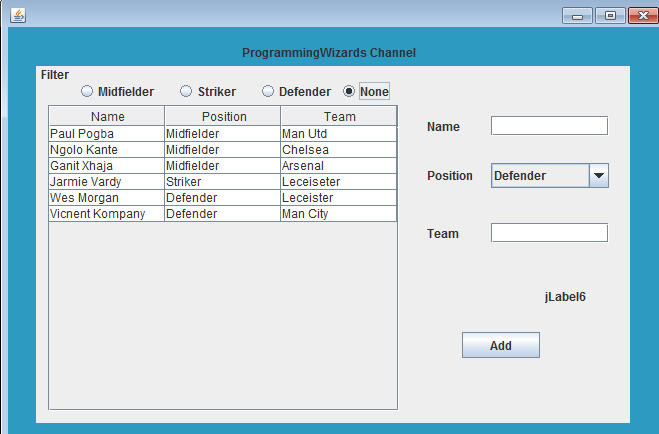 ProgrammingWizards Channel
Filter
Midfielder Striker Defender None
Name Position Team
Paul Pogba Midfielder Man Utd
Ngolo Kante Midfielder Chelsea
Ganit Xhaja Midfielder Arsenal
Jarmie Vardy Striker Leceiseter
Wes Morgan Defender Leceister
Vicnent Kompany Defender Man City
Name
Position Defender
Team
jLabel6
Add